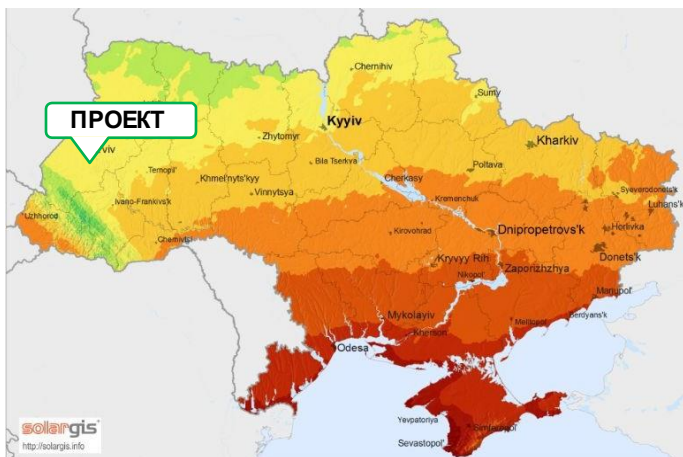 Chernihiv
Sumy
ПРОЕКТ
Kyyiv
Zhytomyr
Kharkiv
Bila Tserkva
Ternopil'
Khmel'nyts'kyy
Vinnytsya
Cherkasy
Poltava
Syeverodonets'k
Ivano-Frankivs'k
Kremenchuk
Luhans'k
Uzhhorod
Chernivtsi
Kirovohrad
Dnipropetrovs'k
Horlivka
Kryvyy Rih
Donets'k
Nikopol'
Zaporizhzhya
Mariupol'
Mykolayiv
Melitopol'
Berdyans'k
Kherson
Odesa
Yevpatoriya
Simferopol'
Sevastopol'
solargis
http://solargis.info